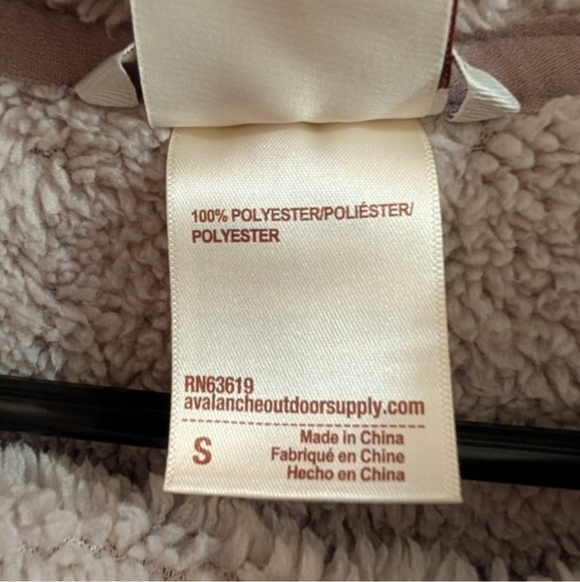 100% POLYESTER/POLIÉSTER/
POLYESTER
RN63619
avalancheoutdoorsupply.com
S
Made in China
Fabriqué en Chine
Hecho en China